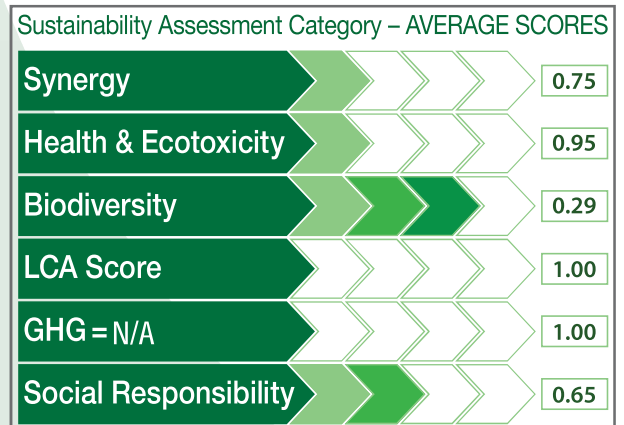 Sustainability Assessment Category – AVERAGE SCORES
Synergy 0.75
Health & Ecotoxicity 0.95
Biodiversity 0.29
LCA Score 1.00
GHG = N/A 1.00
Social Responsibility 0.65